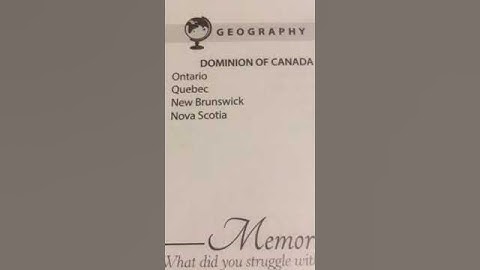 GEOGRAPHY
DOMINION OF CANADA
Ontario
Quebec
New Brunswick
Nova Scotia
Memor
What did you struggle wit